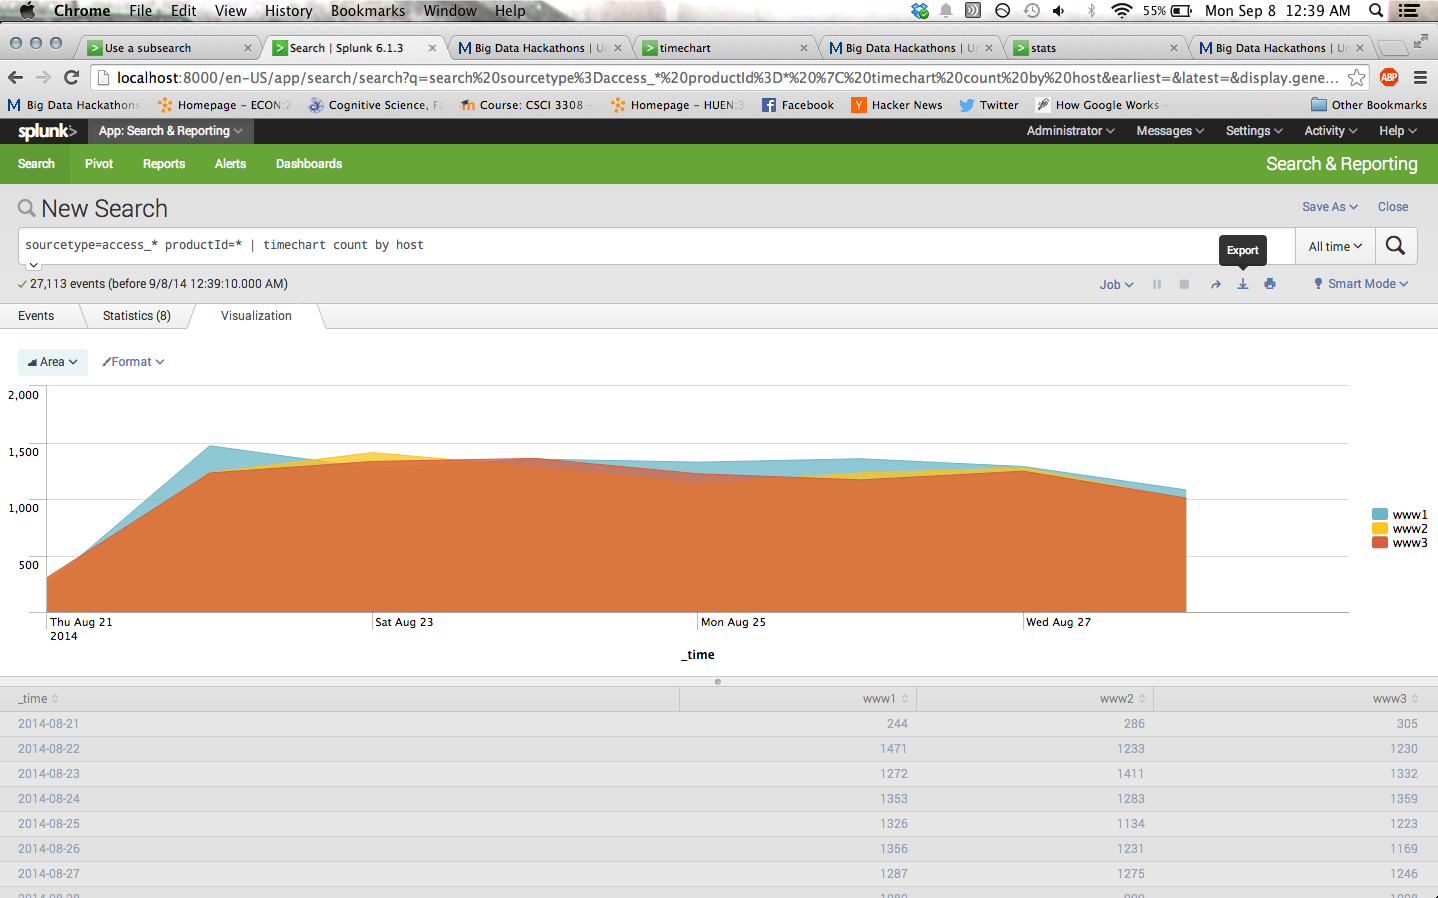 Chrome File Edit View History Bookmarks Window Help 55% Mon Sep 8 12:39 AM
Use a subsearch Search | Splunk 6.1.3 Big Data Hackathons | timechart Big Data Hackathons | stats Big Data Hackathons |
localhost:8000/en-US/app/search/search?q=search%20sourcetype%3Daccess_*%20productId%3D*%20%7C%20timechart%20count%20by%20host&earliest=&latest=&display.gene... ABP
Big Data Hackathons Homepage – ECON:2 Cognitive Science, Course: CSCI 3308 – Homepage – HUEN:3 Facebook Hacker News Twitter How Google Works – Other Bookmarks
splunk> App: Search & Reporting Administrator Messages Settings Activity Help
Search Pivot Reports Alerts Dashboards Search & Reporting
New Search Save As Close
sourcetype=access_* productId=* | timechart count by host All time
Export
27,113 events (before 9/8/14 12:39:10.000 AM) Job Smart Mode
Events Statistics (8) Visualization
Area Format
2,000
1,500
1,000
500
www1
www2
www3
Thu Aug 21 Sat Aug 23 Mon Aug 25 Wed Aug 27
2014
_time
_time www1 www2 www3
2014-08-21 244 286 305
2014-08-22 1471 1233 1230
2014-08-23 1272 1411 1332
2014-08-24 1353 1283 1359
2014-08-25 1326 1134 1223
2014-08-26 1356 1231 1169
2014-08-27 1287 1275 1246